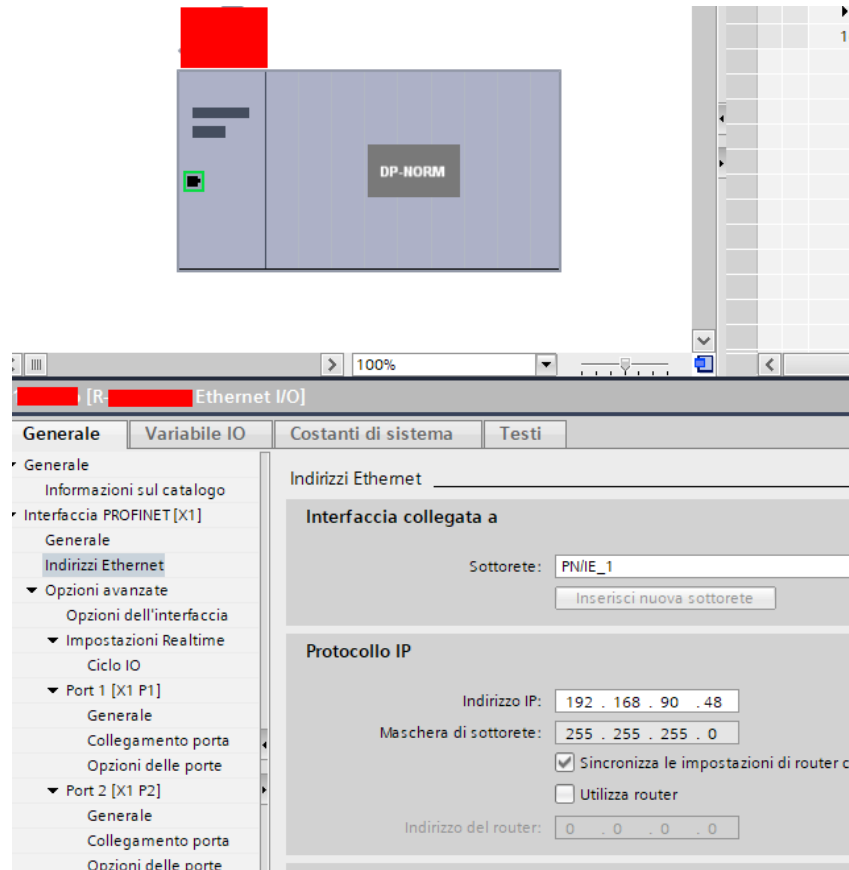 1
DP-NORM
100%
[R- Ethernet I/O]
Generale Variabile IO Costanti di sistema Testi
Generale
Informazioni sul catalogo
Interfaccia PROFINET [X1]
Generale
Indirizzi Ethernet
Opzioni avanzate
Opzioni dell'interfaccia
Impostazioni Realtime
Ciclo IO
Port 1 [X1 P1]
Generale
Collegamento porta
Opzioni delle porte
Port 2 [X1 P2]
Generale
Collegamento porta
Opzioni delle porte
Indirizzi Ethernet
Interfaccia collegata a
Sottorete: PN/IE_1
Inserisci nuova sottorete
Protocollo IP
Indirizzo IP: 192 . 168 . 90 . 48
Maschera di sottorete: 255 . 255 . 255 . 0
Sincronizza le impostazioni di router c
Utilizza router
Indirizzo del router: 0 . 0 . 0 . 0